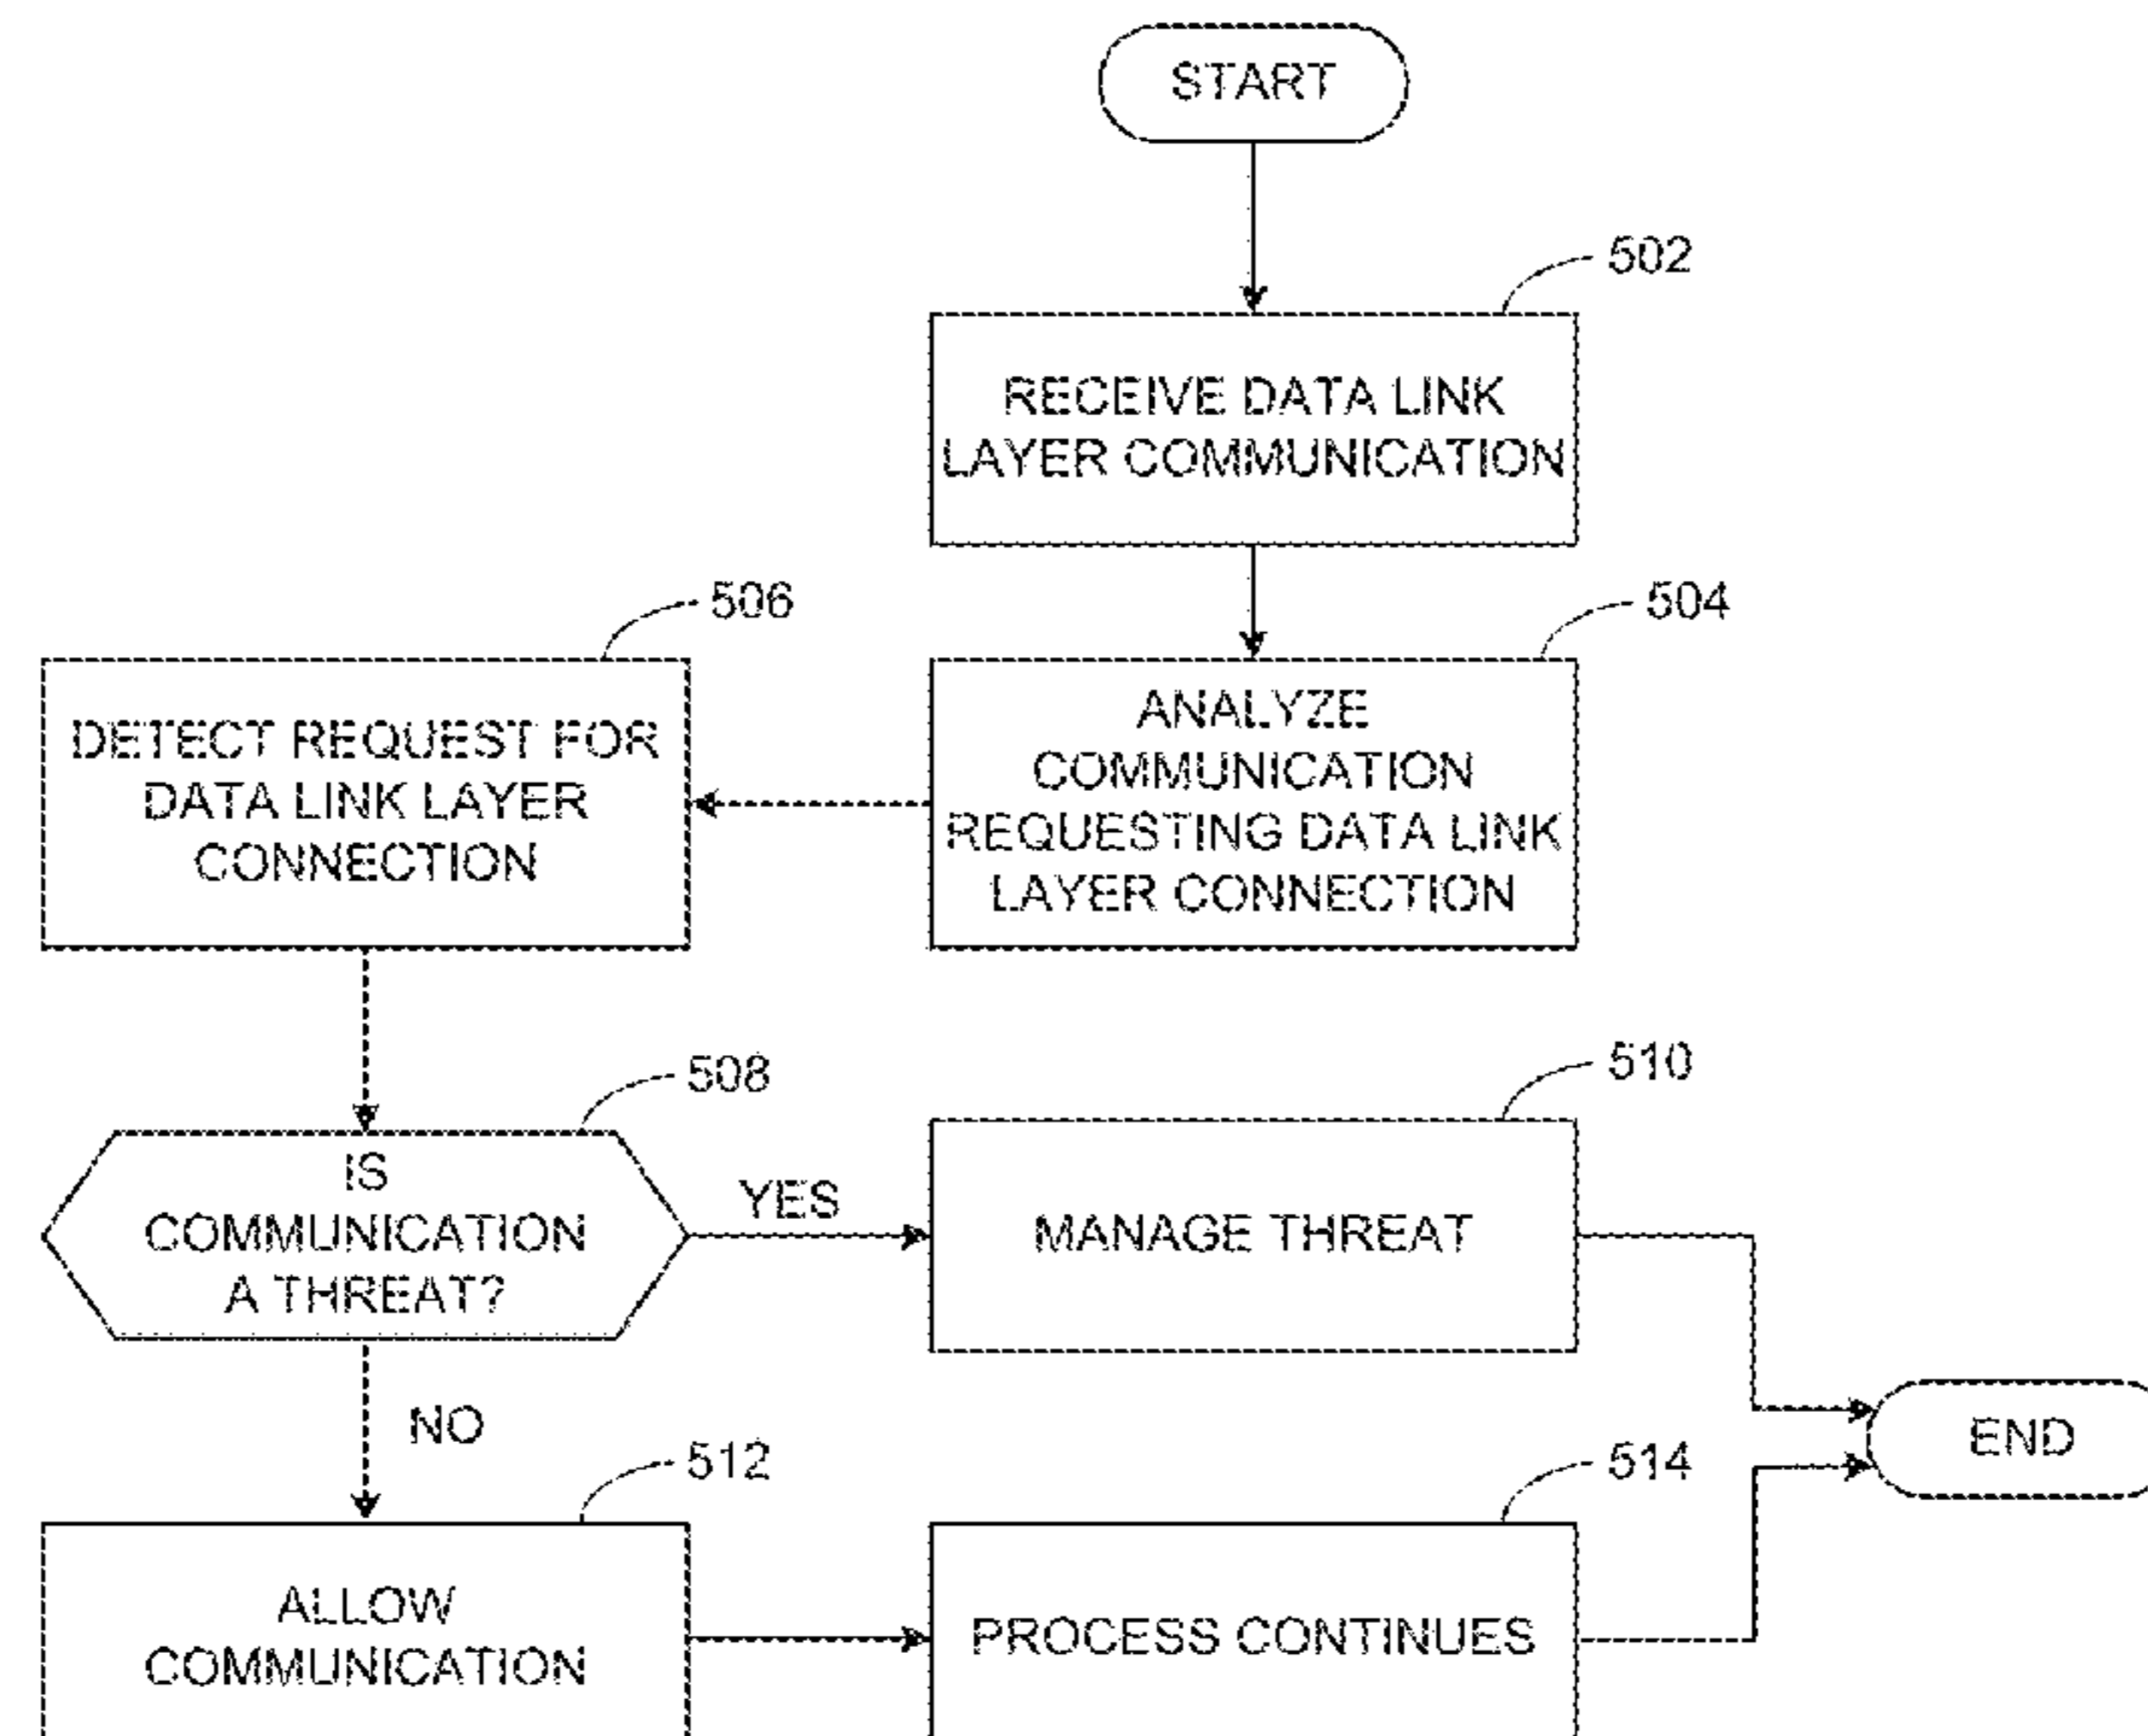 START
502
RECEIVE DATA LINK
LAYER COMMUNICATION
506
504
DETECT REQUEST FOR
DATA LINK LAYER
CONNECTION
ANALYZE
COMMUNICATION
REQUESTING DATA LINK
LAYER CONNECTION
508
510
IS
COMMUNICATION
A THREAT?
YES
MANAGE THREAT
NO
END
512
514
ALLOW
COMMUNICATION
PROCESS CONTINUES